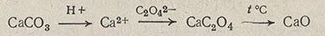 CaCO₃ —H+→ Ca²⁺ —C₂O₄²⁻→ CaC₂O₄ —t °C→ CaO